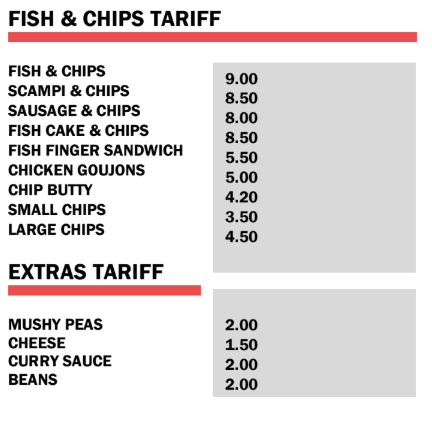 FISH & CHIPS TARIFF
FISH & CHIPS 9.00
SCAMPI & CHIPS 8.50
SAUSAGE & CHIPS 8.00
FISH CAKE & CHIPS 8.50
FISH FINGER SANDWICH 5.50
CHICKEN GOUJONS 5.00
CHIP BUTTY 4.20
SMALL CHIPS 3.50
LARGE CHIPS 4.50
EXTRAS TARIFF
MUSHY PEAS 2.00
CHEESE 1.50
CURRY SAUCE 2.00
BEANS 2.00